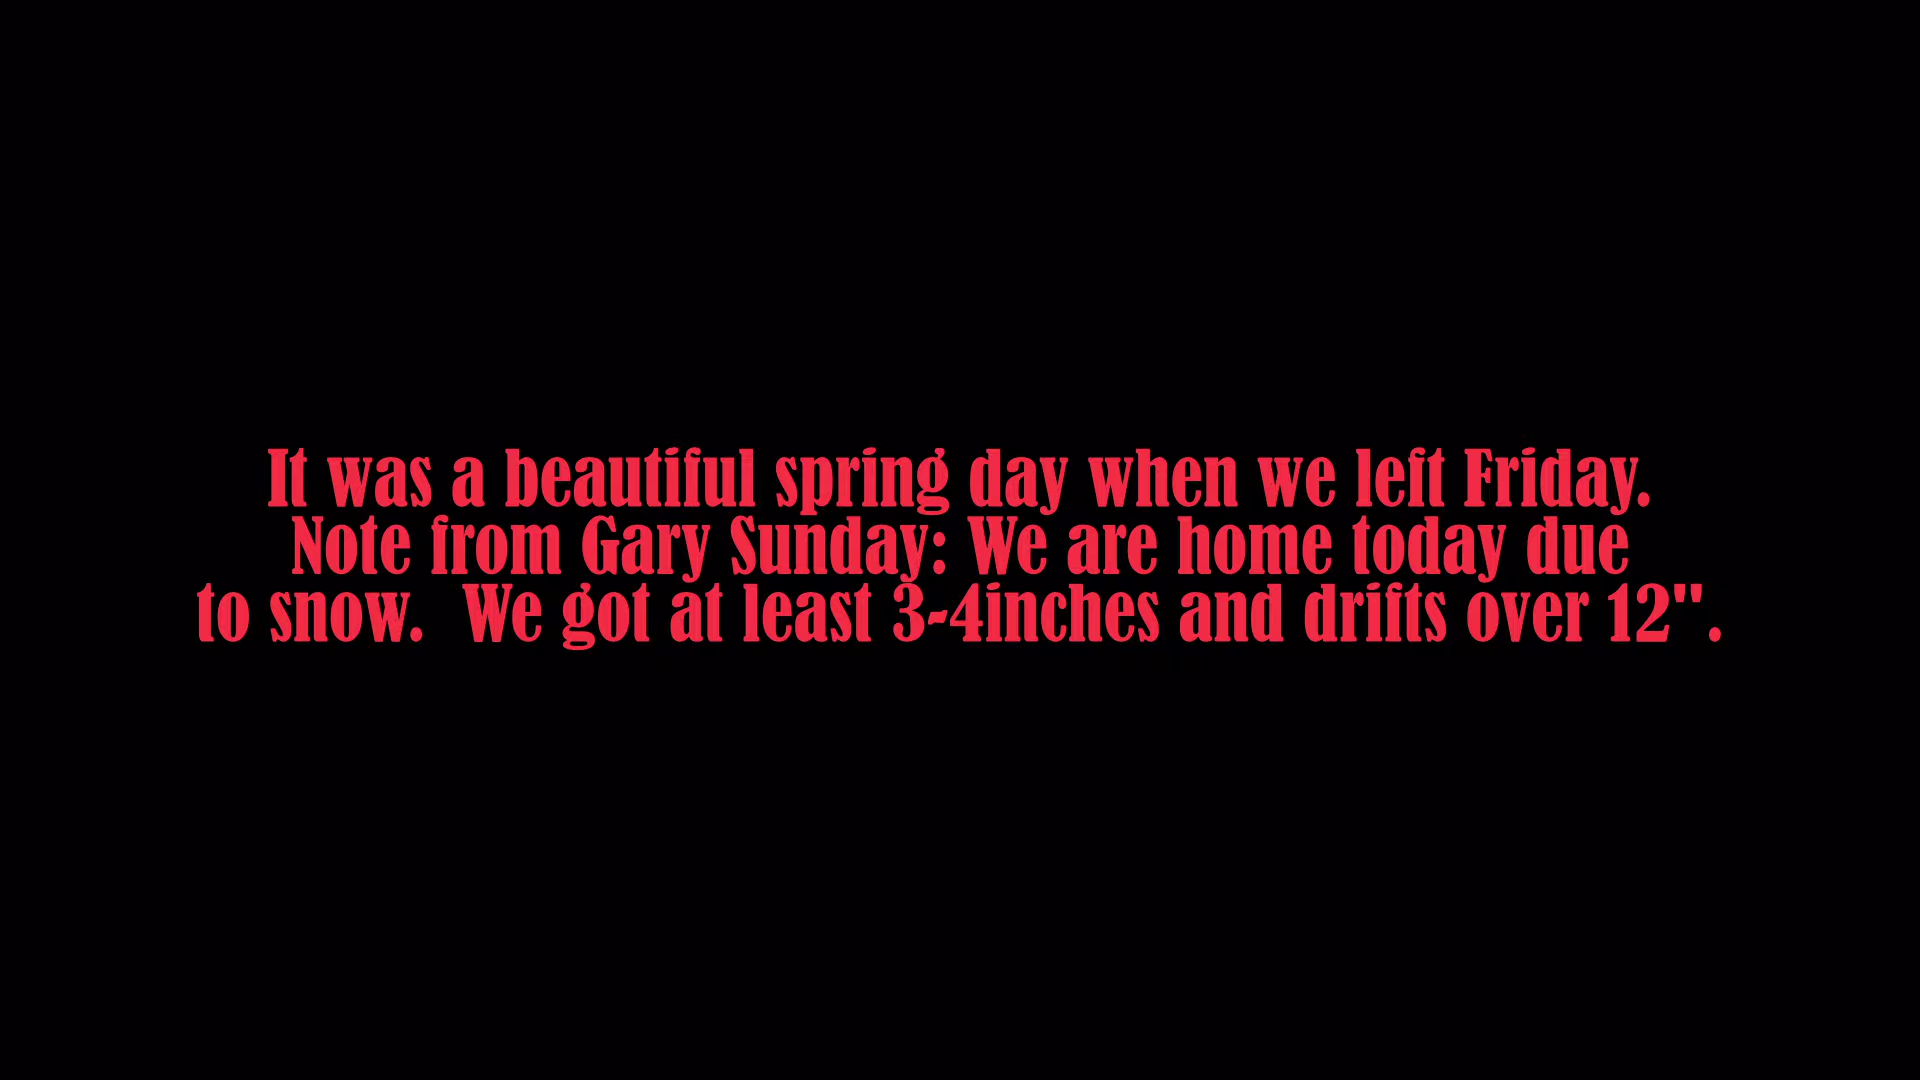 It was a beautiful spring day when we left Friday.
Note from Gary Sunday: We are home today due
to snow.  We got at least 3-4inches and drifts over 12".